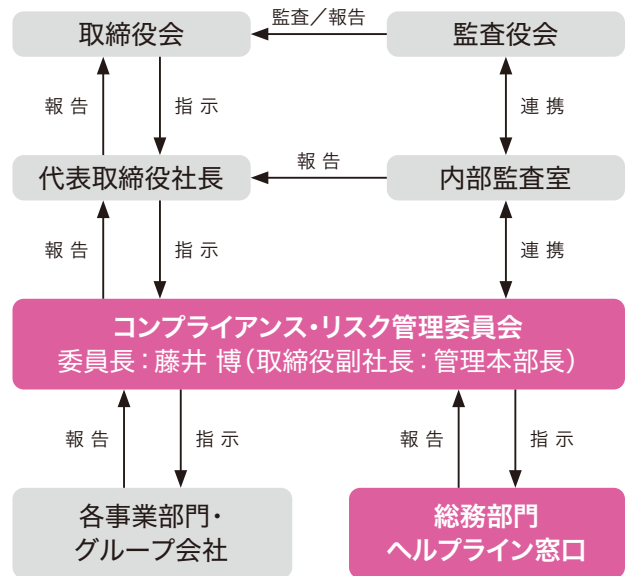 取締役会
監査／報告
監査役会
報告
指示
連携
代表取締役社長
報告
内部監査室
報告
指示
連携
コンプライアンス・リスク管理委員会
委員長：藤井 博（取締役副社長：管理本部長）
報告
指示
報告
指示
各事業部門・
グループ会社
総務部門
ヘルプライン窓口